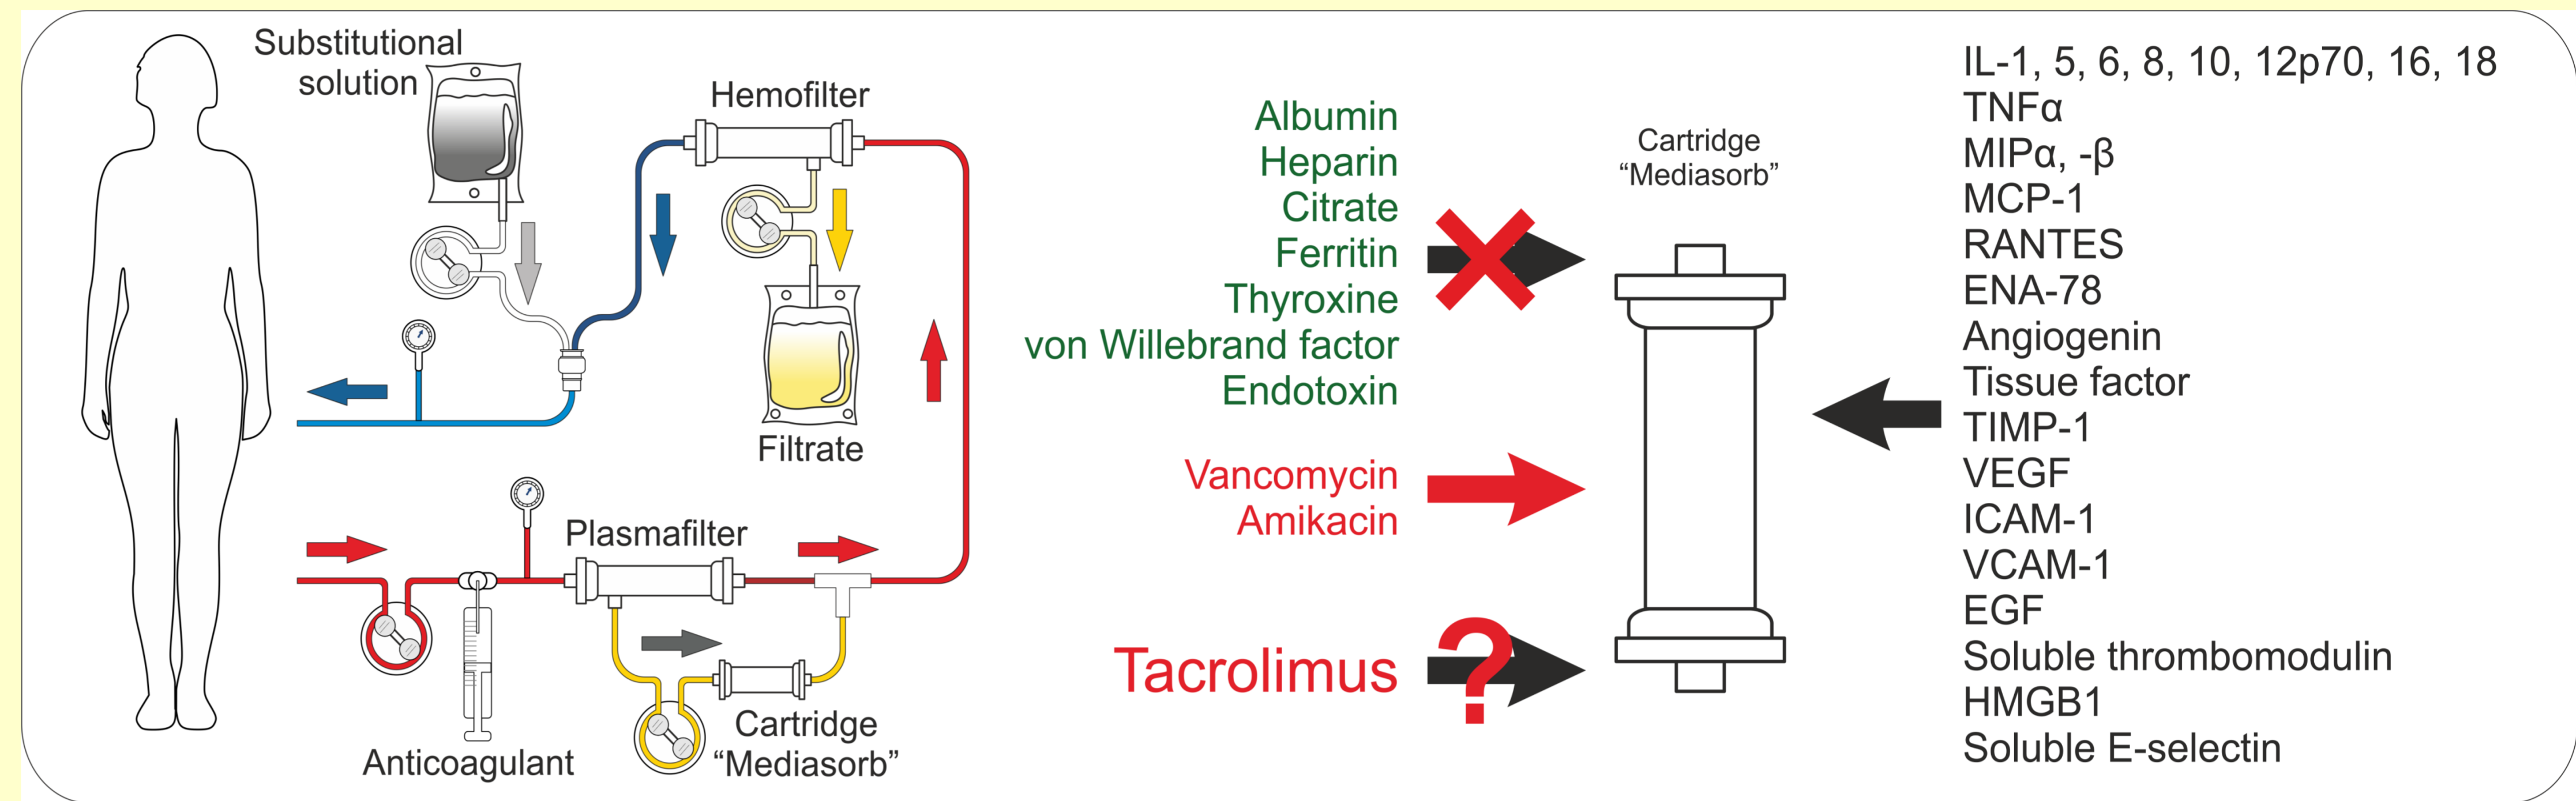 Substitutional
solution
Hemofilter
Filtrate
Plasmafilter
Anticoagulant
Cartridge
“Mediasorb”
Albumin
Heparin
Citrate
Ferritin
Thyroxine
von Willebrand factor
Endotoxin
Vancomycin
Amikacin
Tacrolimus
?
Cartridge
“Mediasorb”
IL-1, 5, 6, 8, 10, 12p70, 16, 18
TNFα
MIPα, -β
MCP-1
RANTES
ENA-78
Angiogenin
Tissue factor
TIMP-1
VEGF
ICAM-1
VCAM-1
EGF
Soluble thrombomodulin
HMGB1
Soluble E-selectin